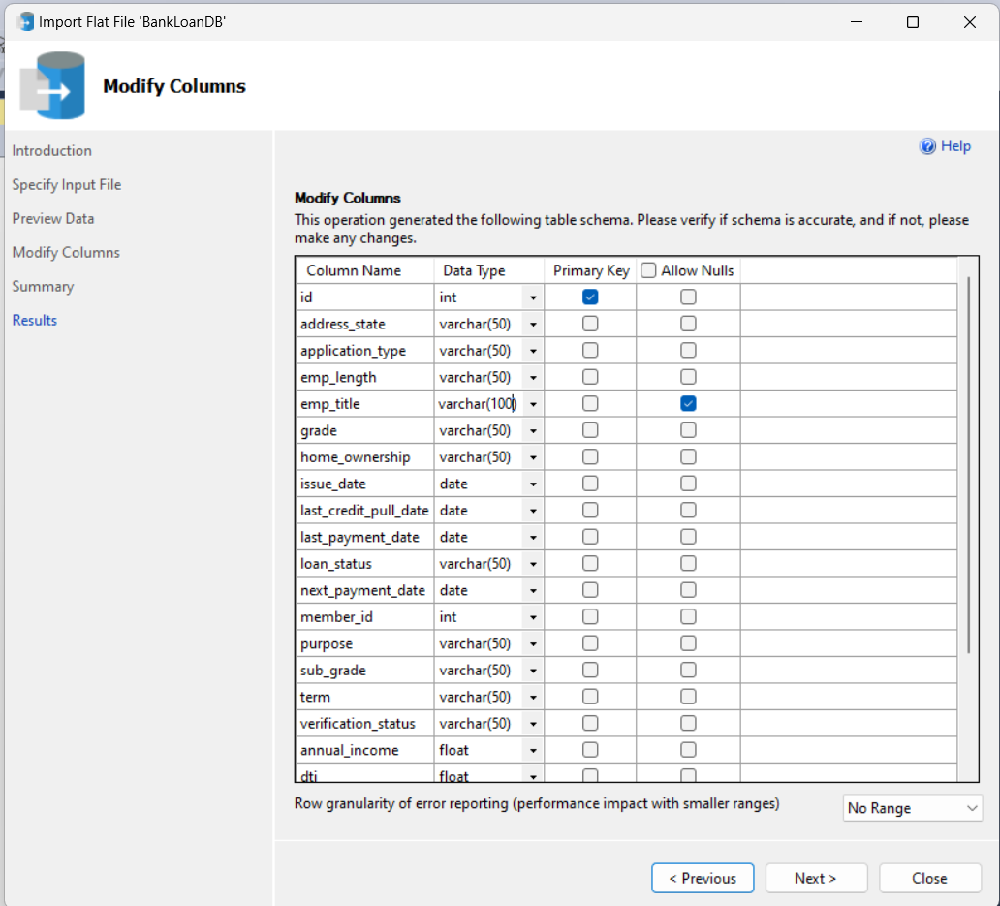 Import Flat File 'BankLoanDB'
Modify Columns
Introduction
Specify Input File
Preview Data
Modify Columns
Summary
Results
Help
Modify Columns
This operation generated the following table schema. Please verify if schema is accurate, and if not, please
make any changes.
Column Name Data Type Primary Key Allow Nulls
id int
address_state varchar(50)
application_type varchar(50)
emp_length varchar(50)
emp_title varchar(100)
grade varchar(50)
home_ownership varchar(50)
issue_date date
last_credit_pull_date date
last_payment_date date
loan_status varchar(50)
next_payment_date date
member_id int
purpose varchar(50)
sub_grade varchar(50)
term varchar(50)
verification_status varchar(50)
annual_income float
dti float
Row granularity of error reporting (performance impact with smaller ranges) No Range
< Previous Next > Close